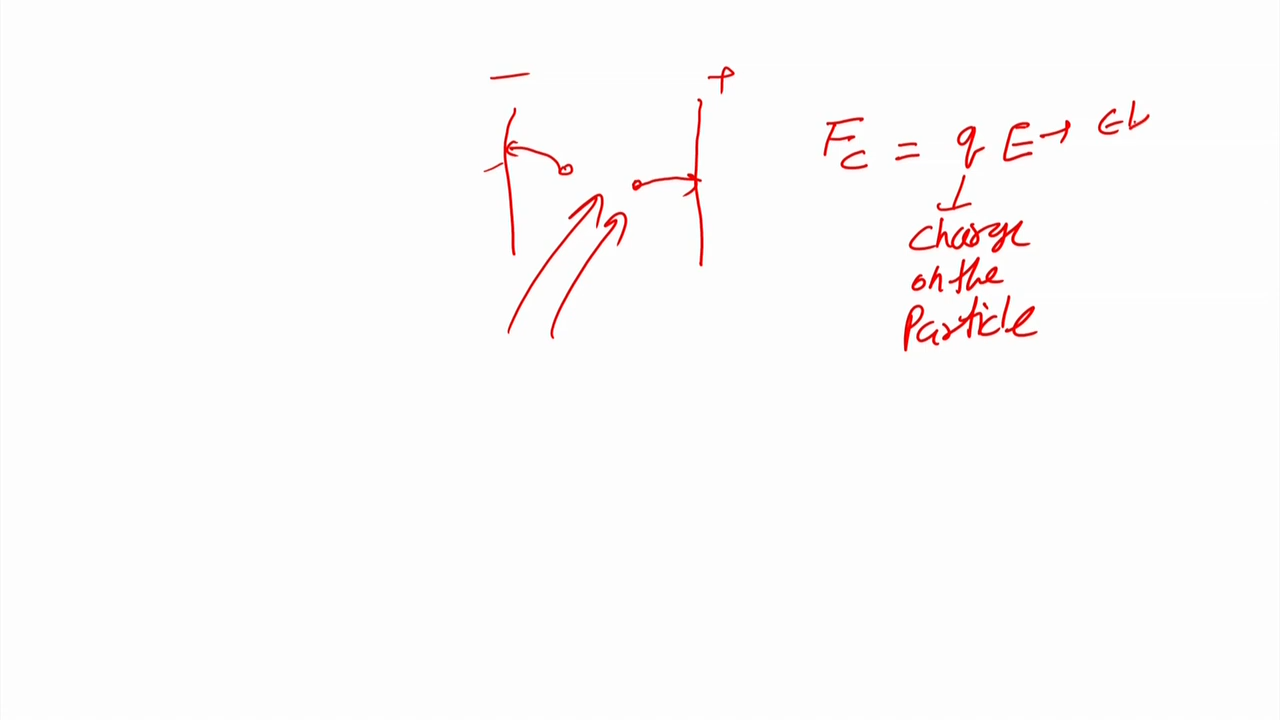 − +
F_C = q E → El
Charge
on the
Particle